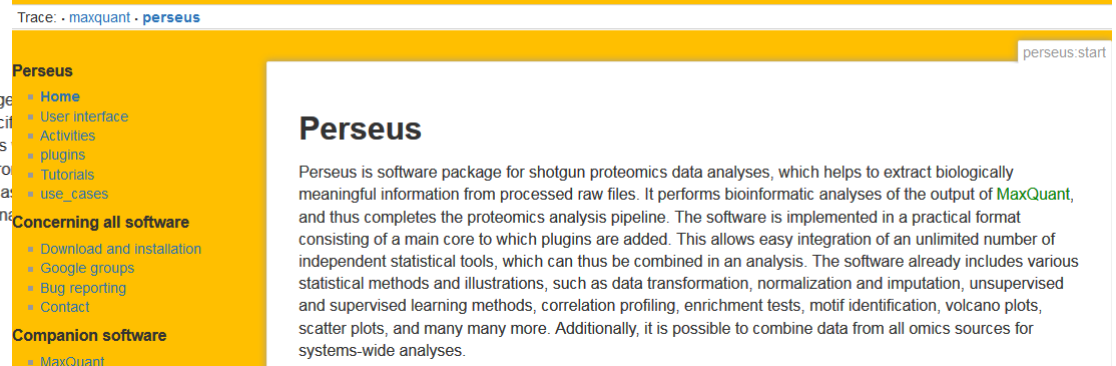 Trace: • maxquant • perseus
perseus:start
Perseus
Home
User interface
Activities
plugins
Tutorials
use_cases
Concerning all software
Download and installation
Google groups
Bug reporting
Contact
Companion software
MaxQuant
Perseus
Perseus is software package for shotgun proteomics data analyses, which helps to extract biologically
meaningful information from processed raw files. It performs bioinformatic analyses of the output of MaxQuant,
and thus completes the proteomics analysis pipeline. The software is implemented in a practical format
consisting of a main core to which plugins are added. This allows easy integration of an unlimited number of
independent statistical tools, which can thus be combined in an analysis. The software already includes various
statistical methods and illustrations, such as data transformation, normalization and imputation, unsupervised
and supervised learning methods, correlation profiling, enrichment tests, motif identification, volcano plots,
scatter plots, and many many more. Additionally, it is possible to combine data from all omics sources for
systems-wide analyses.